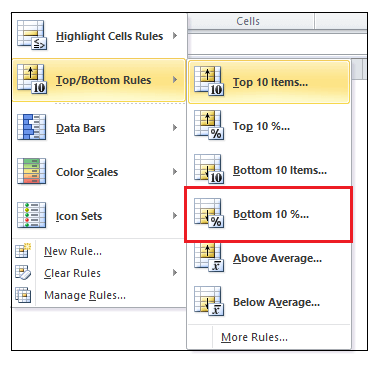 Cells
Highlight Cells Rules
Top/Bottom Rules
Data Bars
Color Scales
Icon Sets
New Rule...
Clear Rules
Manage Rules...
Top 10 Items...
Top 10 %...
Bottom 10 Items...
Bottom 10 %...
Above Average...
Below Average...
More Rules...